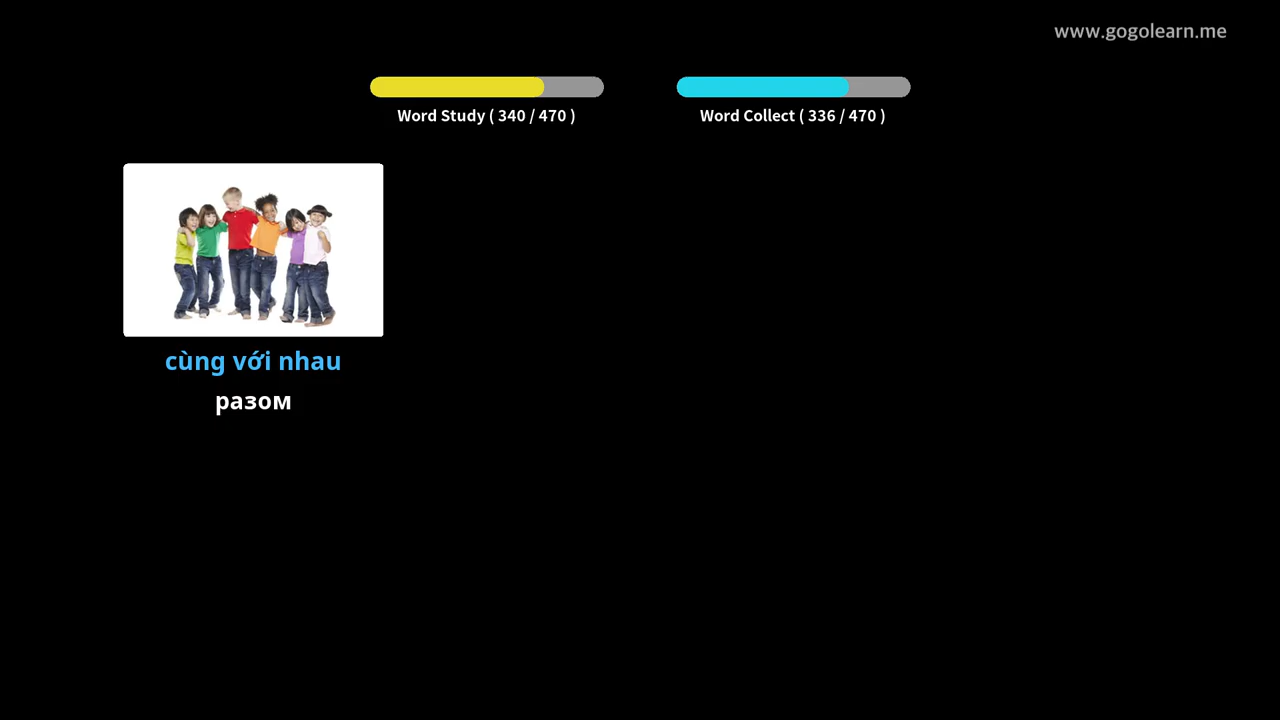 www.gogolearn.me
Word Study ( 340 / 470 )
Word Collect ( 336 / 470 )
cùng với nhau
разом